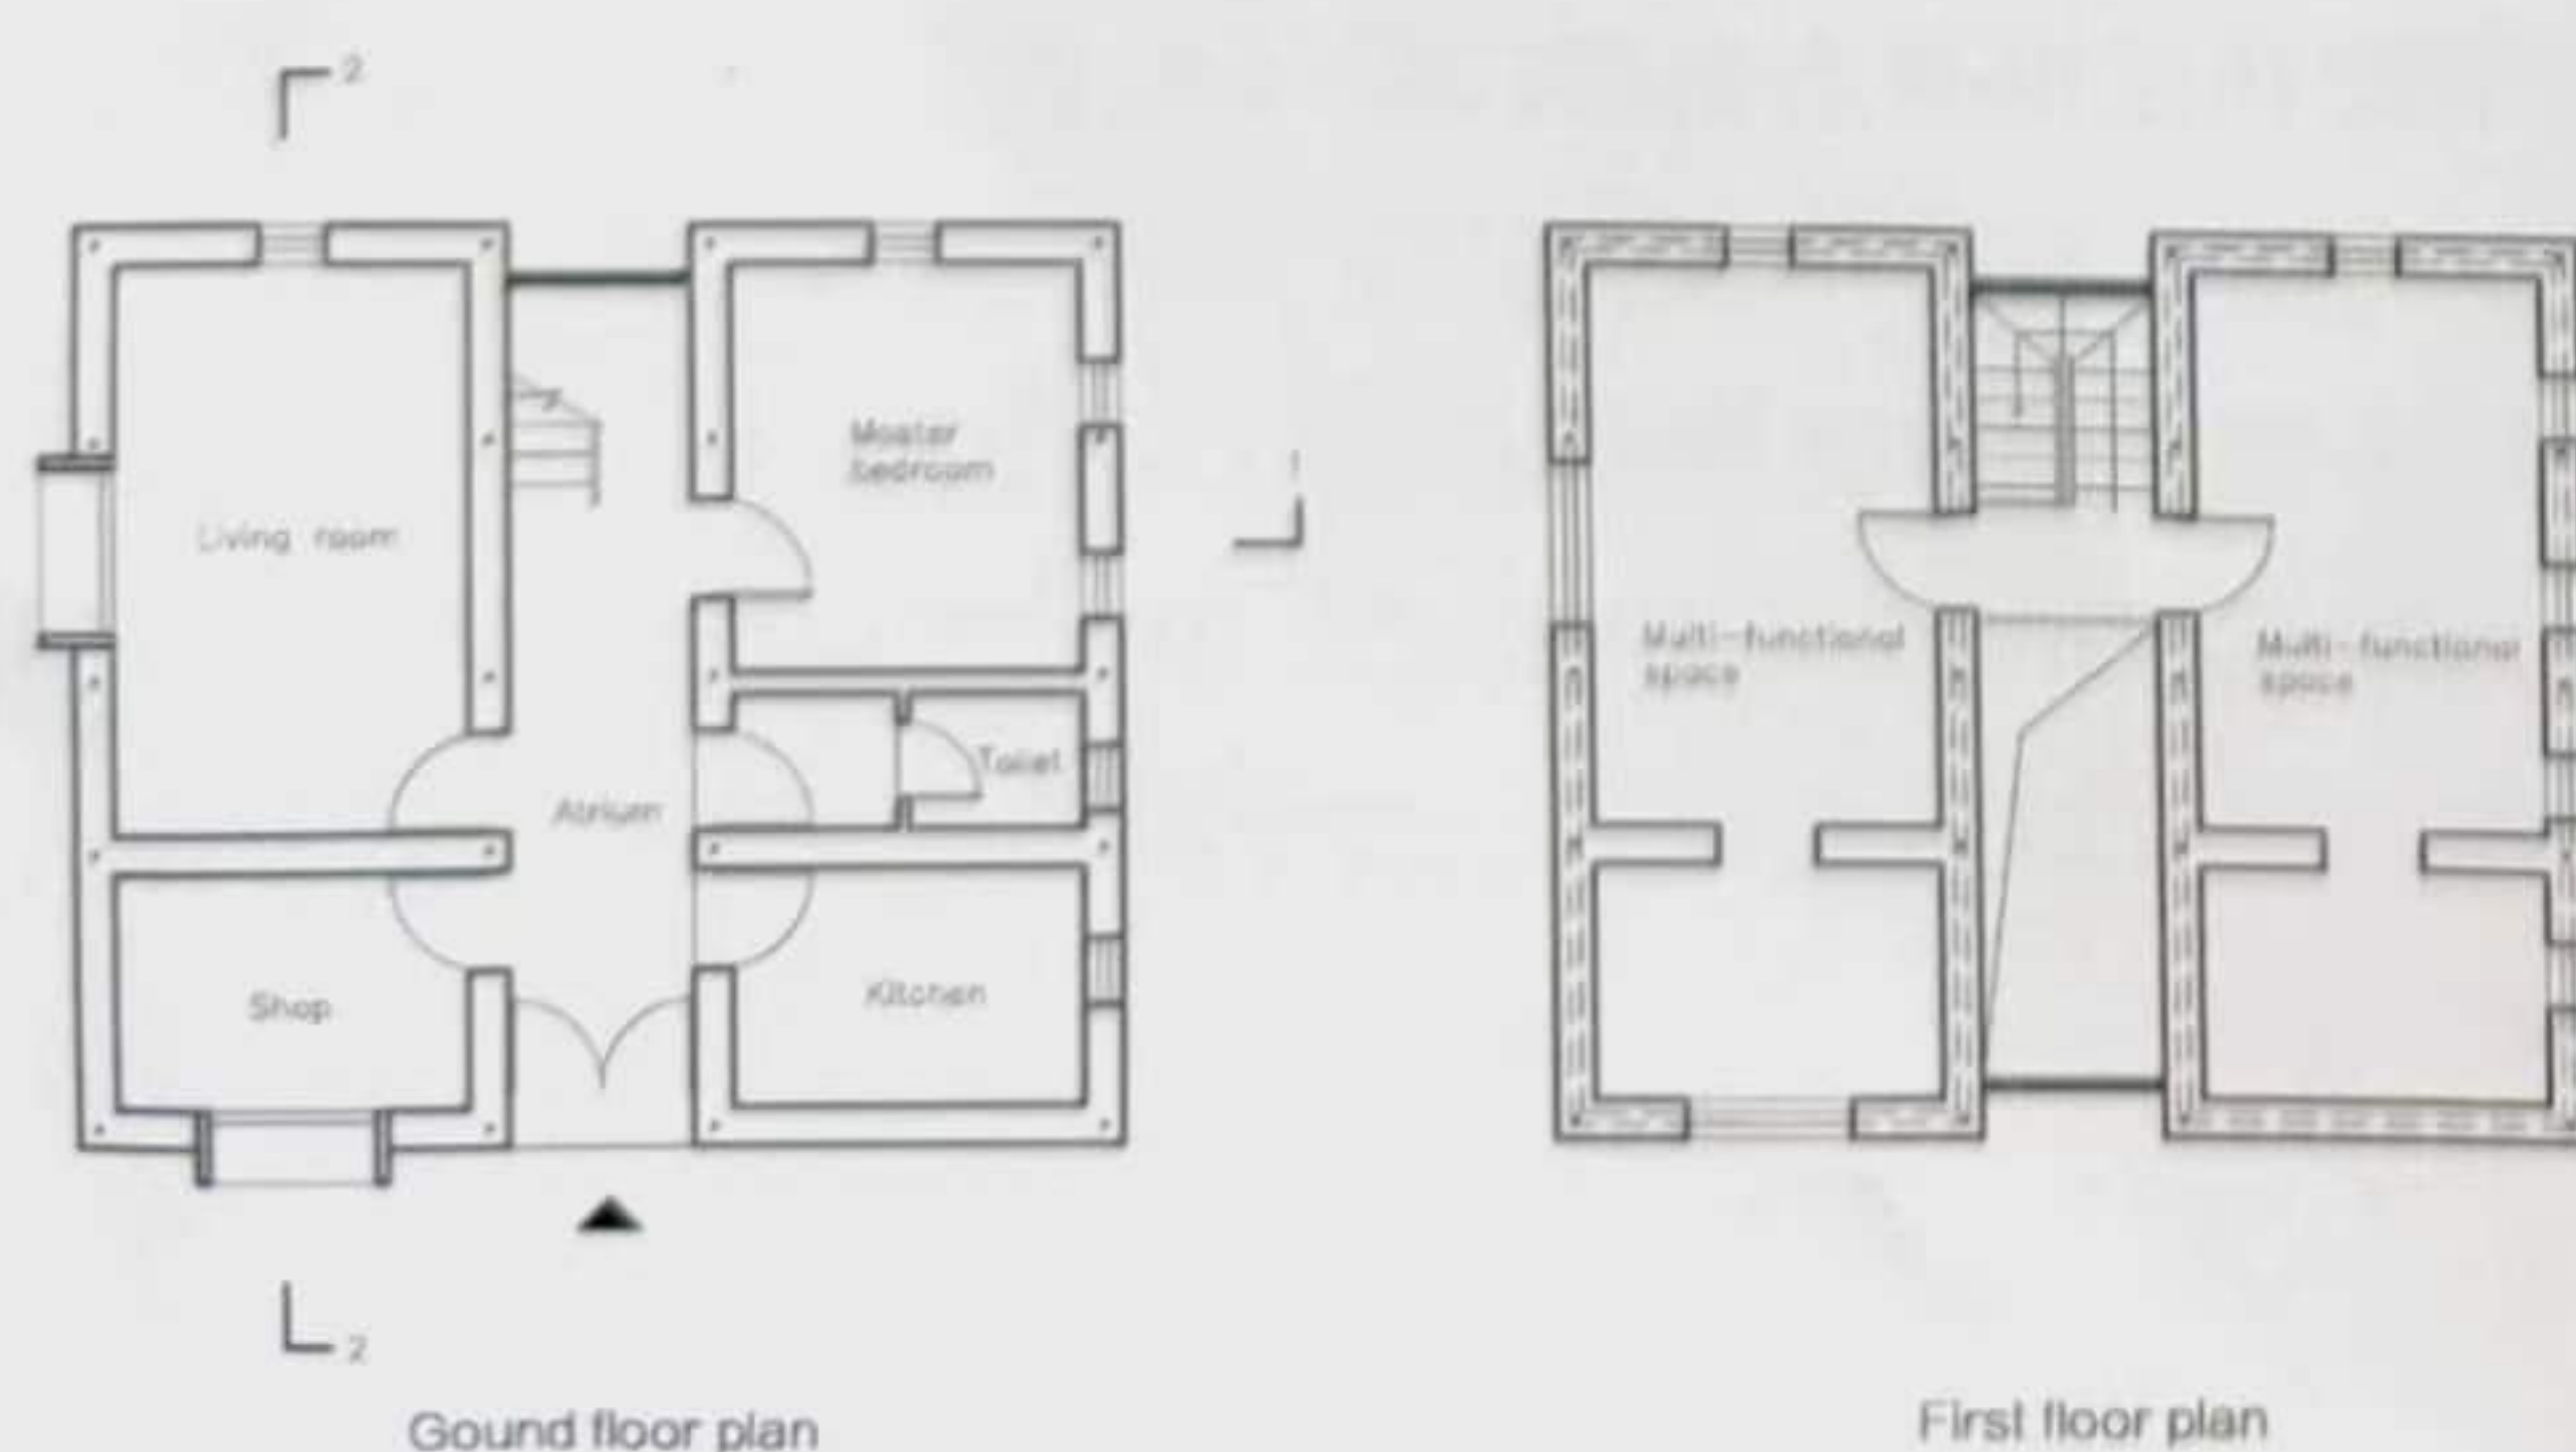 2
Living room
Master
bedroom
1
Toilet
Atrium
Shop
Kitchen
2
Gound floor plan
Multi-functional
space
Multi-functional
space
First floor plan